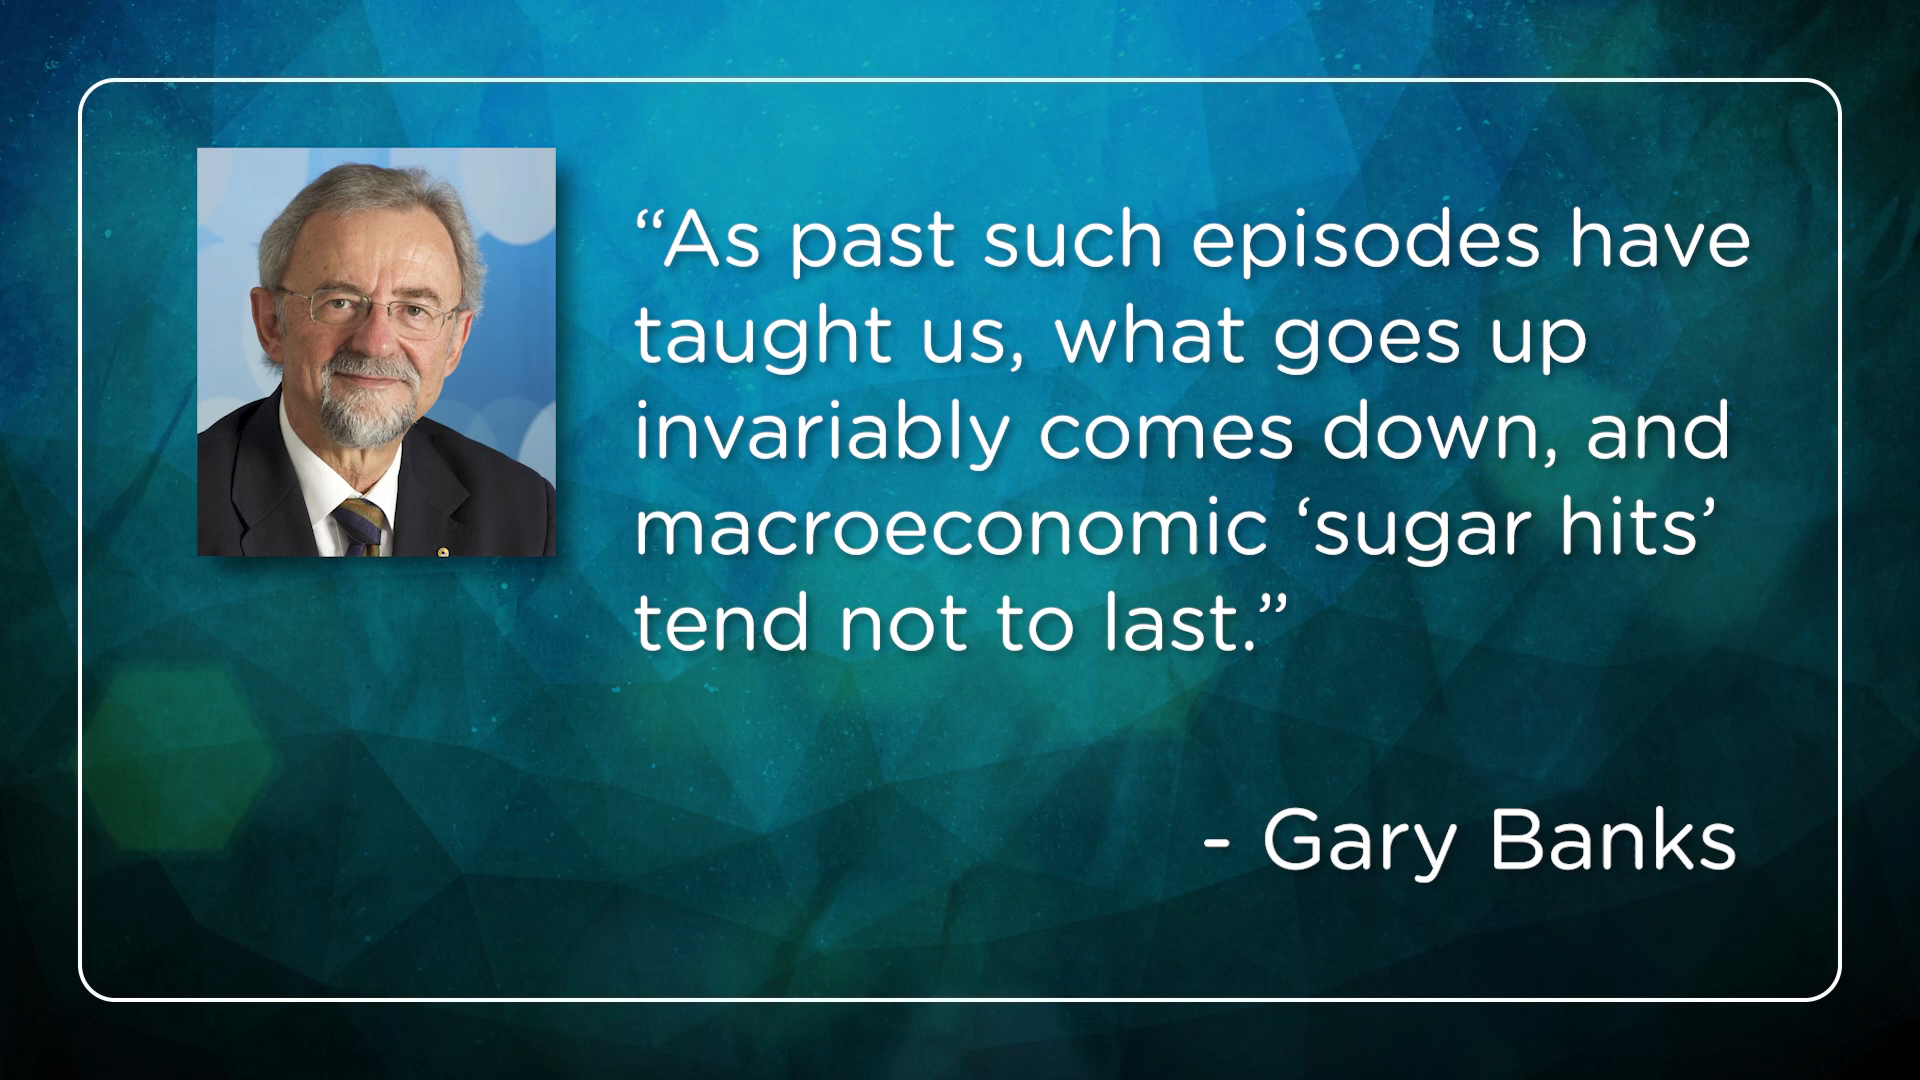 “As past such episodes have
taught us, what goes up
invariably comes down, and
macroeconomic ‘sugar hits’
tend not to last.”
- Gary Banks